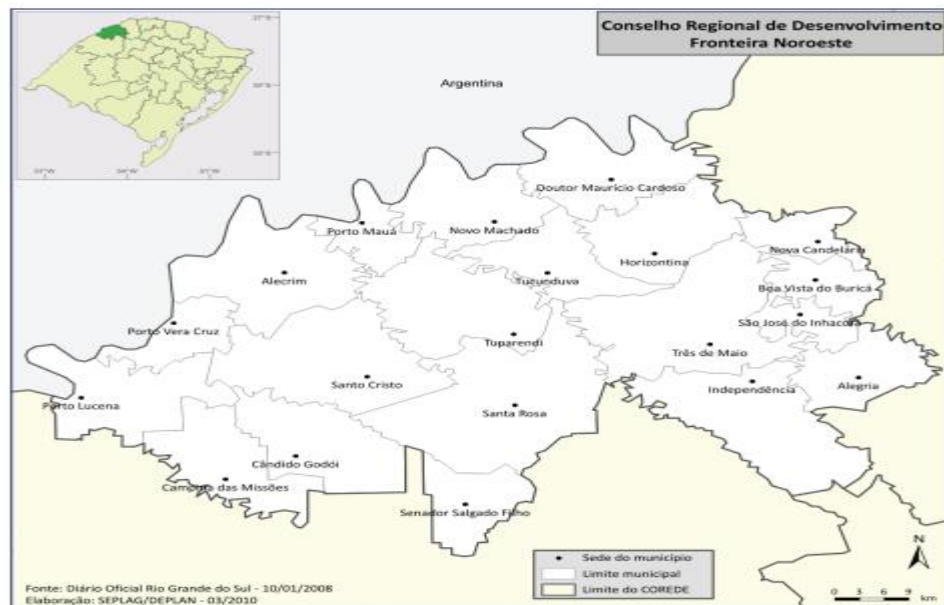 Conselho Regional de Desenvolvimento
Fronteira Noroeste
Argentina
Doutor Maurício Cardoso
Porto Mauá
Novo Machado
Nova Candelária
Horizontina
Alecrim
Tucunduva
Boa Vista do Buricá
Porto Vera Cruz
São José do Inhacorá
Tuparendi
Três de Maio
Santo Cristo
Independência
Alegria
Porto Lucena
Santa Rosa
Cândido Godói
Campina das Missões
Senador Salgado Filho
N
Sede do município
Limite municipal
Limite do COREDE
Fonte: Diário Oficial Rio Grande do Sul - 10/01/2008
Elaboração: SEPLAG/DEPLAN - 03/2010
0 3 6 9
km